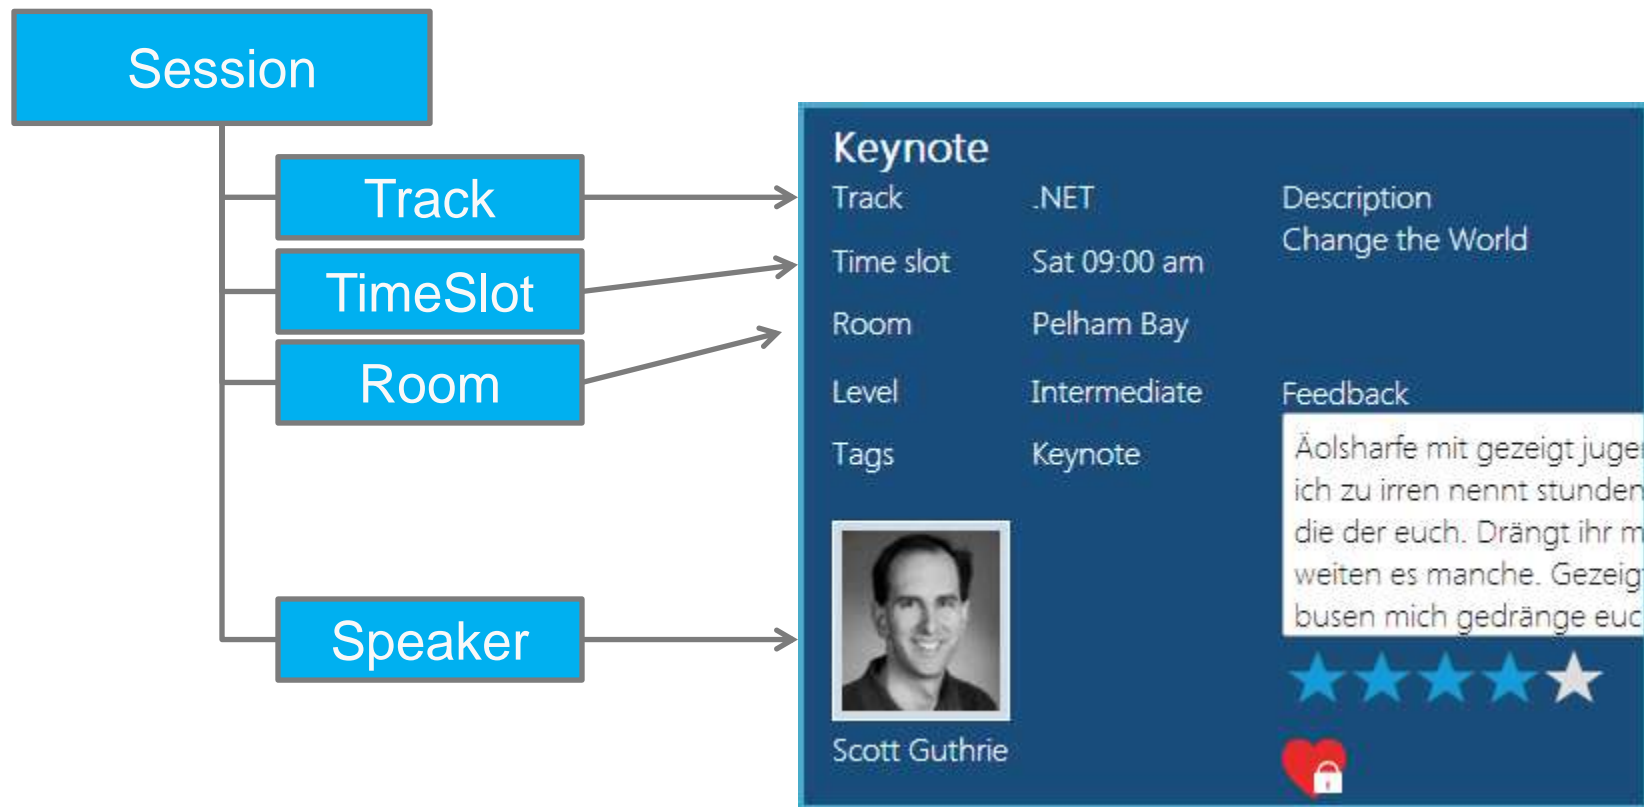 Session
Track
TimeSlot
Room
Speaker
Keynote
Track .NET
Time slot Sat 09:00 am
Room Pelham Bay
Level Intermediate
Tags Keynote
Scott Guthrie
Description
Change the World
Feedback
Äolsharfe mit gezeigt
ich zu irren nennt stunden
die der euch. Drängt ihr
weiten es manche.
busen mich gedränge